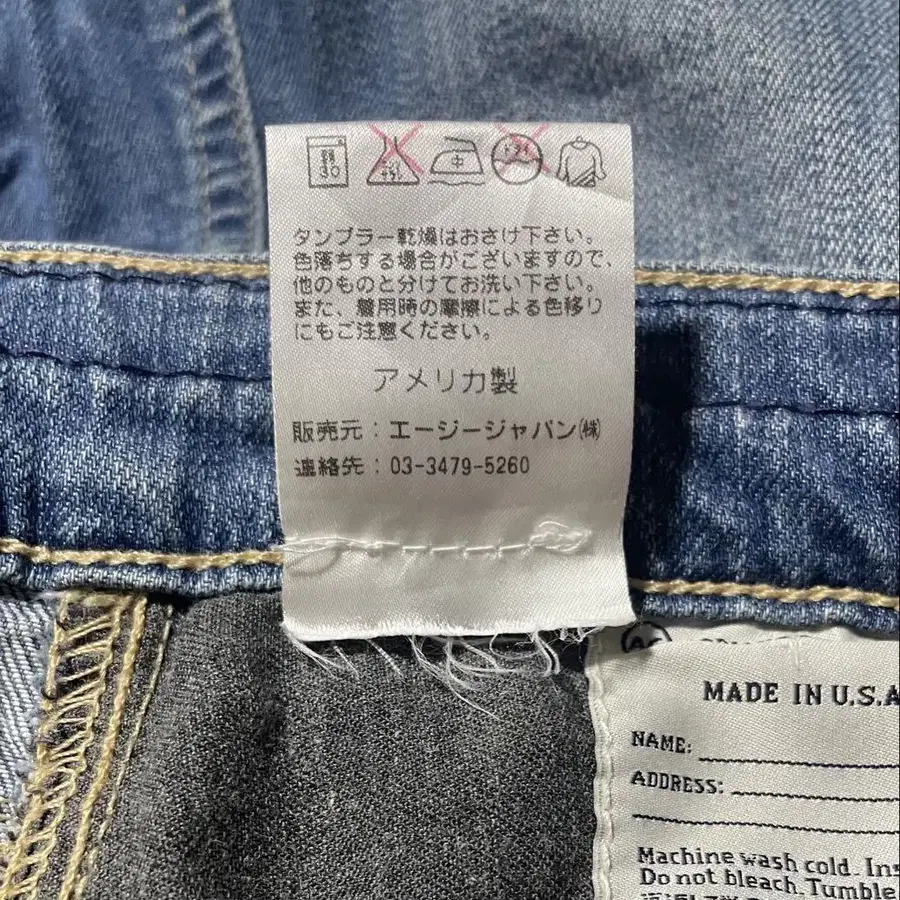 30
中
タンブラー乾燥はおさけ下さい。
色落ちする場合がございますので、
他のものと分けてお洗い下さい。
また、着用時の摩擦による色移り
にもご注意ください。
アメリカ製
販売元：エージージャパン㈱
連絡先：03-3479-5260
MADE IN U.S.A
NAME:
ADDRESS:
Machine wash cold. Ins
Do not bleach. Tumble